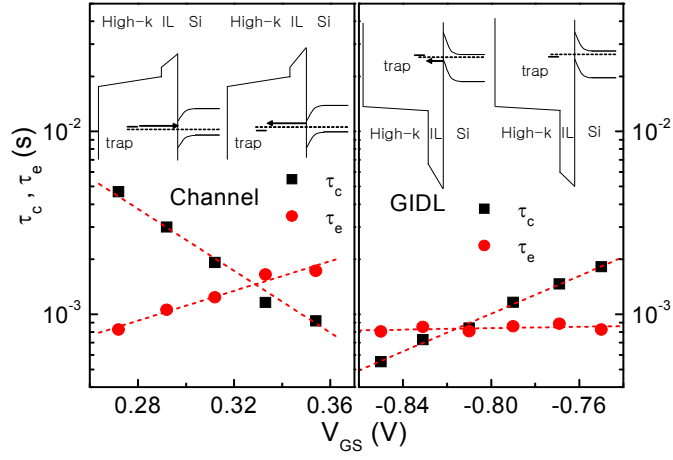 High-k IL Si
High-k IL Si
trap
trap
Channel
τc
τe
trap
trap
High-k IL Si
High-k IL Si
GIDL
τc
τe
10⁻²
10⁻³
10⁻²
10⁻³
τc , τe (s)
0.28 0.32 0.36
-0.84 -0.80 -0.76
VGS (V)